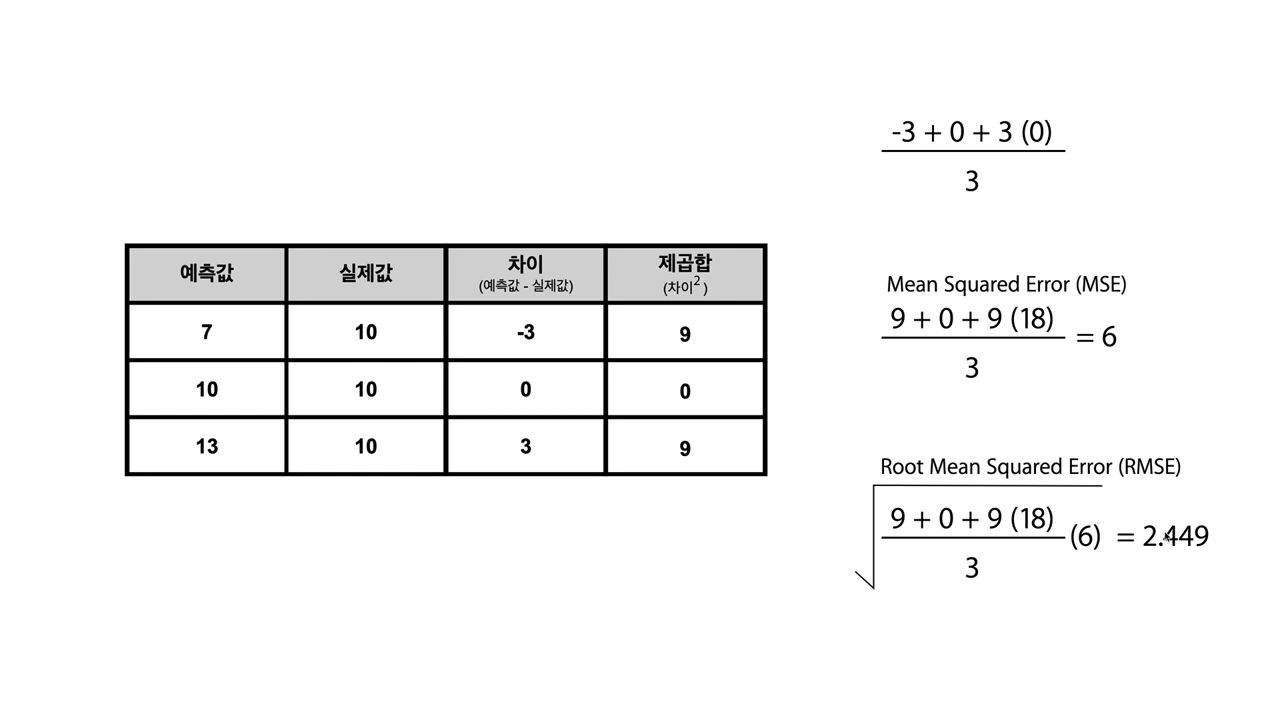 예측값 실제값 차이 제곱합
(예측값 - 실제값) (차이²)
7 10 -3 9
10 10 0 0
13 10 3 9
-3 + 0 + 3 (0)
3
Mean Squared Error (MSE)
9 + 0 + 9 (18)
= 6
3
Root Mean Squared Error (RMSE)
√
9 + 0 + 9 (18)
(6) = 2.449
3